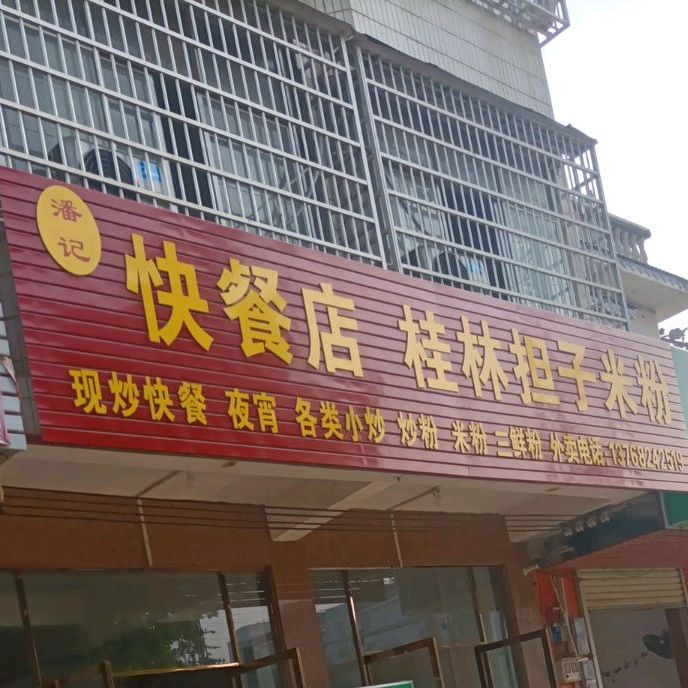 潘记
快餐店 桂林担子米粉
现炒快餐 夜宵 各类小炒 炒粉 米粉 三鲜粉 外卖电话:13768242519